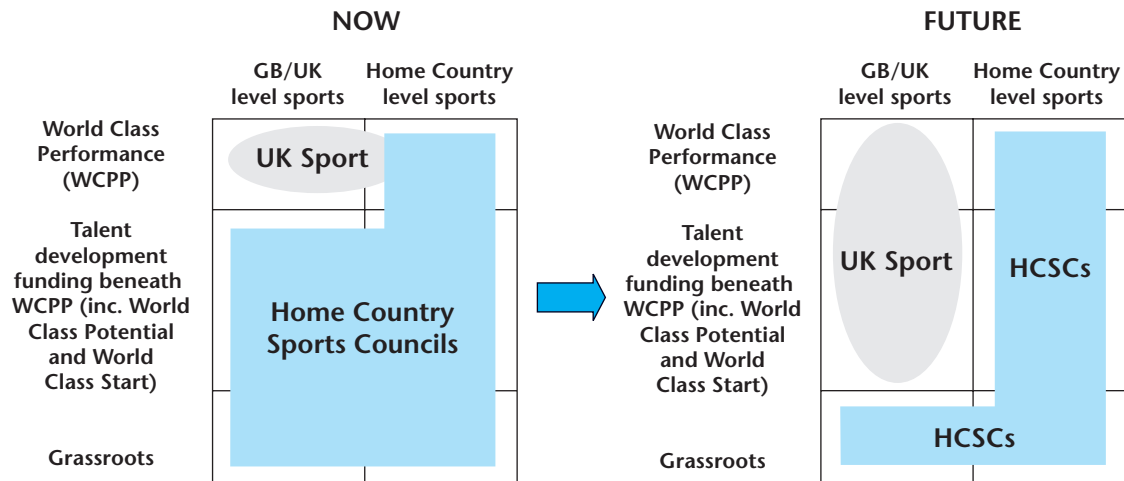 NOW
GB/UK
level sports
Home Country
level sports
World Class
Performance
(WCPP)
UK Sport
Talent
development
funding beneath
WCPP (inc. World
Class Potential
and World
Class Start)
Home Country
Sports Councils
Grassroots
FUTURE
GB/UK
level sports
Home Country
level sports
World Class
Performance
(WCPP)
Talent
development
funding beneath
WCPP (inc. World
Class Potential
and World
Class Start)
UK Sport
HCSCs
HCSCs
Grassroots